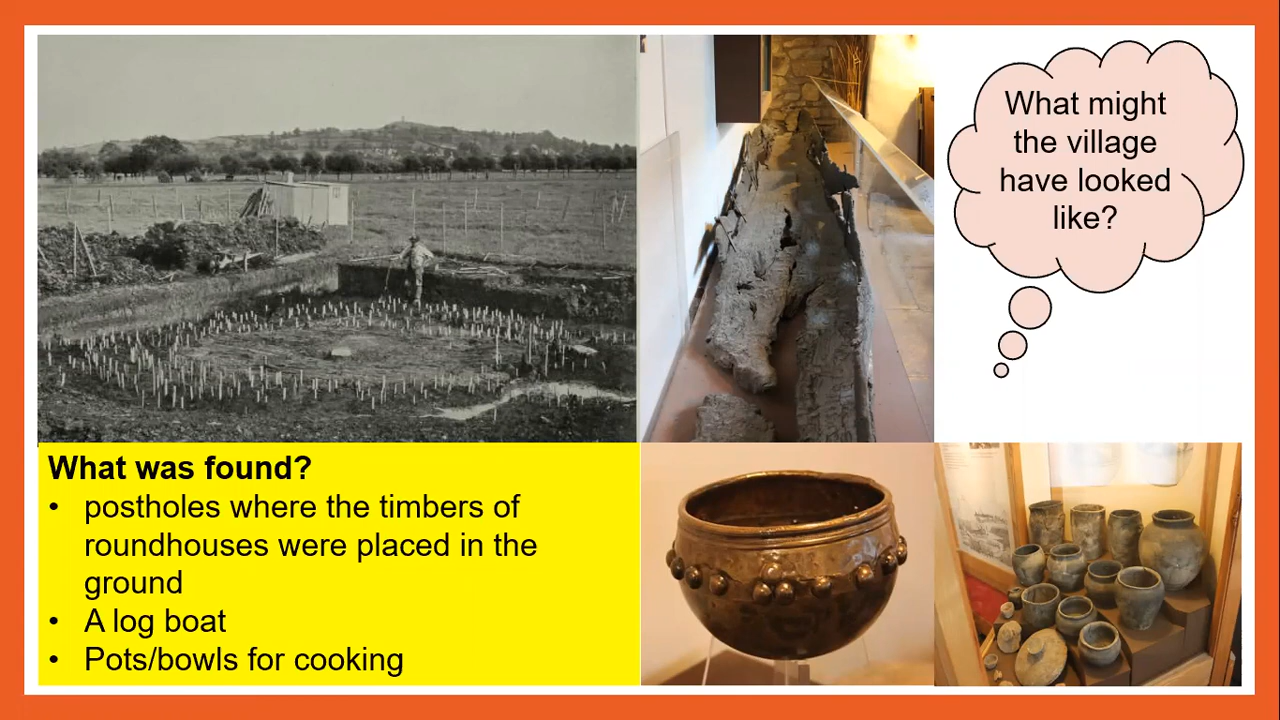 What might
the village
have looked
like?
What was found?
• postholes where the timbers of
roundhouses were placed in the
ground
• A log boat
• Pots/bowls for cooking